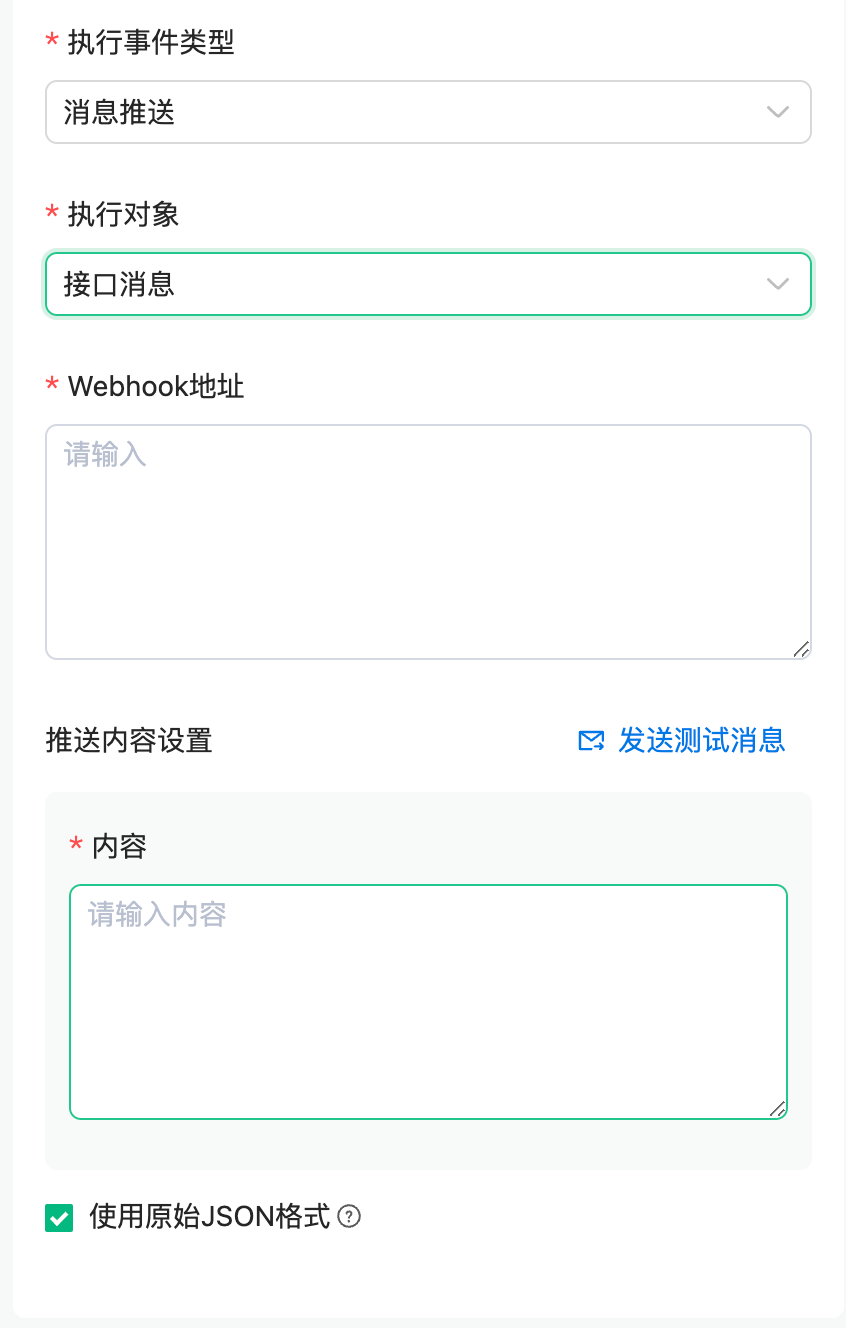 * 执行事件类型
消息推送
* 执行对象
接口消息
* Webhook地址
请输入
推送内容设置
发送测试消息
* 内容
请输入内容
使用原始JSON格式